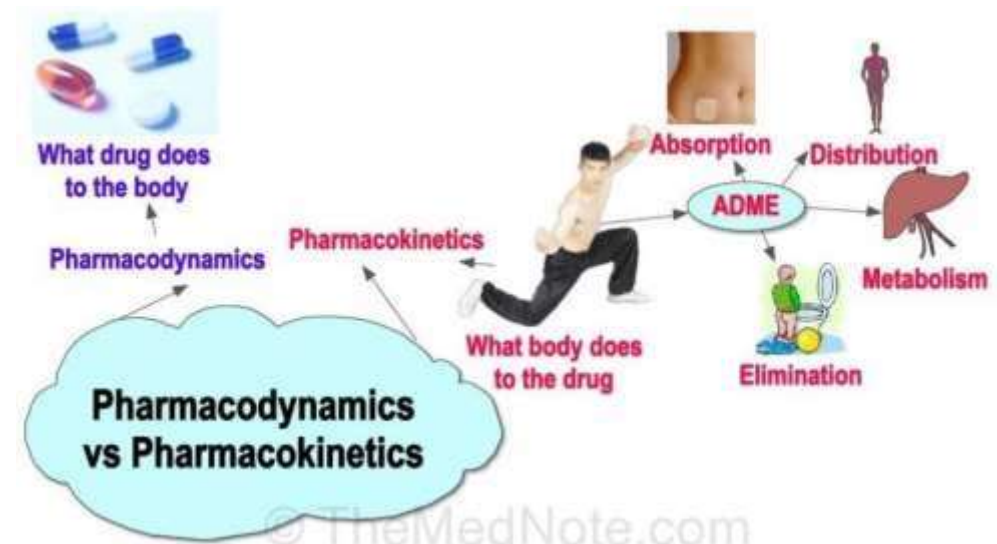 What drug does
to the body
Pharmacodynamics
Pharmacokinetics
What body does
to the drug
Absorption
Distribution
ADME
Metabolism
Elimination
Pharmacodynamics
vs Pharmacokinetics
© TheMedNote.com